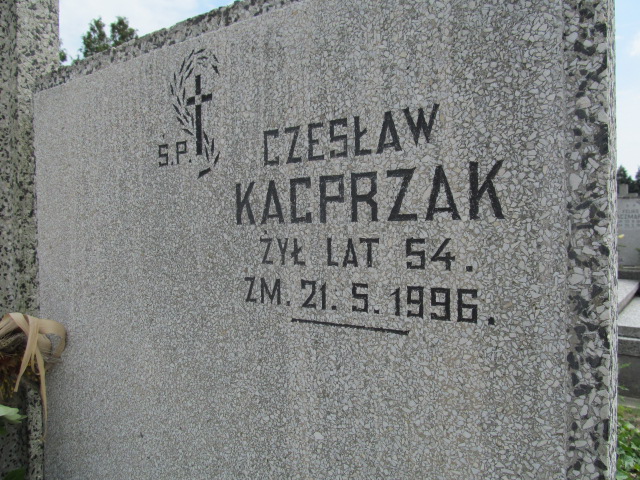 Ś.P.
CZESŁAW
KACPRZAK
ŻYŁ LAT 54.
ZM. 21. 5. 1996.